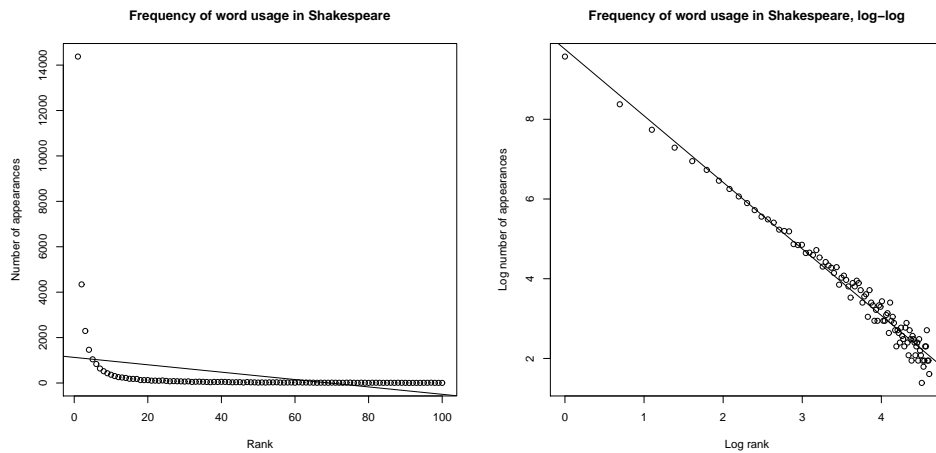 Frequency of word usage in Shakespeare
Number of appearances
14000
12000
10000
8000
6000
4000
2000
0
0 20 40 60 80 100
Rank
Frequency of word usage in Shakespeare, log−log
Log number of appearances
8
6
4
2
0 1 2 3 4
Log rank